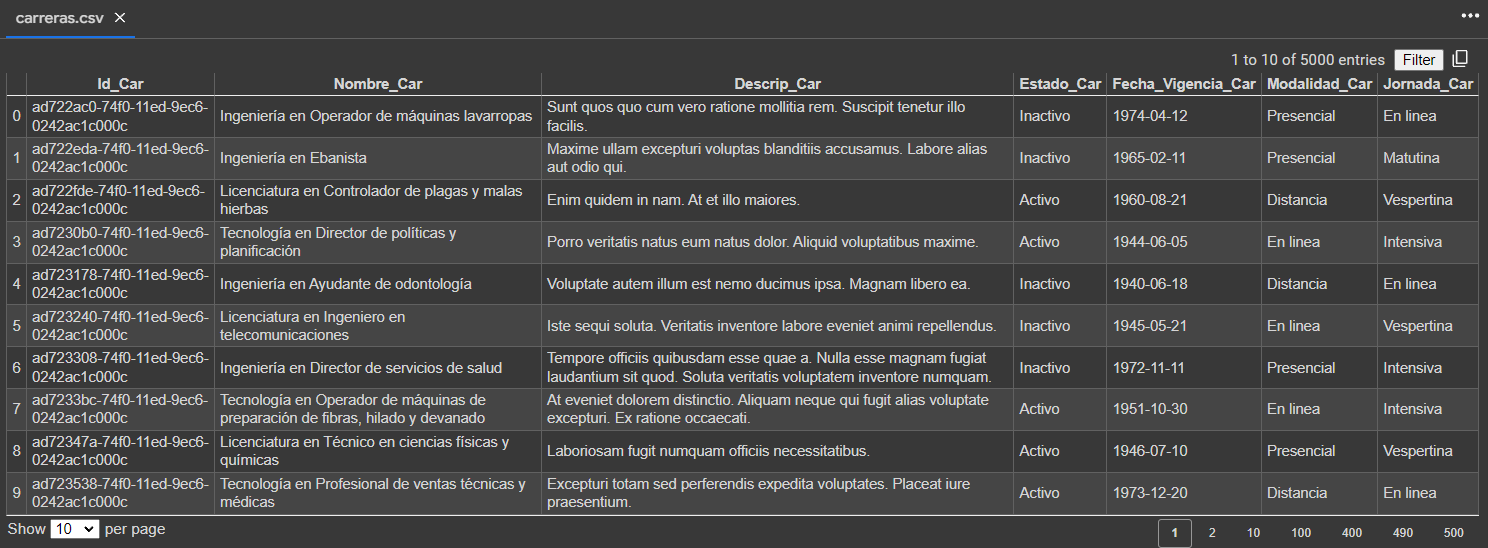 carreras.csv ×
1 to 10 of 5000 entries Filter
Id_Car Nombre_Car Descrip_Car Estado_Car Fecha_Vigencia_Car Modalidad_Car Jornada_Car
0 ad722ac0-74f0-11ed-9ec6-0242ac1c000c Ingeniería en Operador de máquinas lavarropas Sunt quos quo cum vero ratione mollitia rem. Suscipit tenetur illo facilis. Inactivo 1974-04-12 Presencial En linea
1 ad722eda-74f0-11ed-9ec6-0242ac1c000c Ingeniería en Ebanista Maxime ullam excepturi voluptas blanditiis accusamus. Labore alias aut odio qui. Inactivo 1965-02-11 Presencial Matutina
2 ad722fde-74f0-11ed-9ec6-0242ac1c000c Licenciatura en Controlador de plagas y malas hierbas Enim quidem in nam. At et illo maiores. Activo 1960-08-21 Distancia Vespertina
3 ad7230b0-74f0-11ed-9ec6-0242ac1c000c Tecnología en Director de políticas y planificación Porro veritatis natus eum natus dolor. Aliquid voluptatibus maxime. Activo 1944-06-05 En linea Intensiva
4 ad723178-74f0-11ed-9ec6-0242ac1c000c Ingeniería en Ayudante de odontología Voluptate autem illum est nemo ducimus ipsa. Magnam libero ea. Inactivo 1940-06-18 Distancia En linea
5 ad723240-74f0-11ed-9ec6-0242ac1c000c Licenciatura en Ingeniero en telecomunicaciones Iste sequi soluta. Veritatis inventore labore eveniet animi repellendus. Inactivo 1945-05-21 En linea Vespertina
6 ad723308-74f0-11ed-9ec6-0242ac1c000c Ingeniería en Director de servicios de salud Tempore officiis quibusdam esse quae a. Nulla esse magnam fugiat laudantium sit quod. Soluta veritatis voluptatem inventore numquam. Inactivo 1972-11-11 Presencial Intensiva
7 ad7233bc-74f0-11ed-9ec6-0242ac1c000c Tecnología en Operador de máquinas de preparación de fibras, hilado y devanado At eveniet dolorem distinctio. Aliquam neque qui fugit alias voluptate excepturi. Ex ratione occaecati. Activo 1951-10-30 En linea Intensiva
8 ad72347a-74f0-11ed-9ec6-0242ac1c000c Licenciatura en Técnico en ciencias físicas y químicas Laboriosam fugit numquam officiis necessitatibus. Activo 1946-07-10 Presencial Vespertina
9 ad723538-74f0-11ed-9ec6-0242ac1c000c Tecnología en Profesional de ventas técnicas y médicas Excepturi totam sed perferendis expedita voluptates. Placeat iure praesentium. Activo 1973-12-20 Distancia En linea
Show 10 per page 1 2 10 100 400 490 500